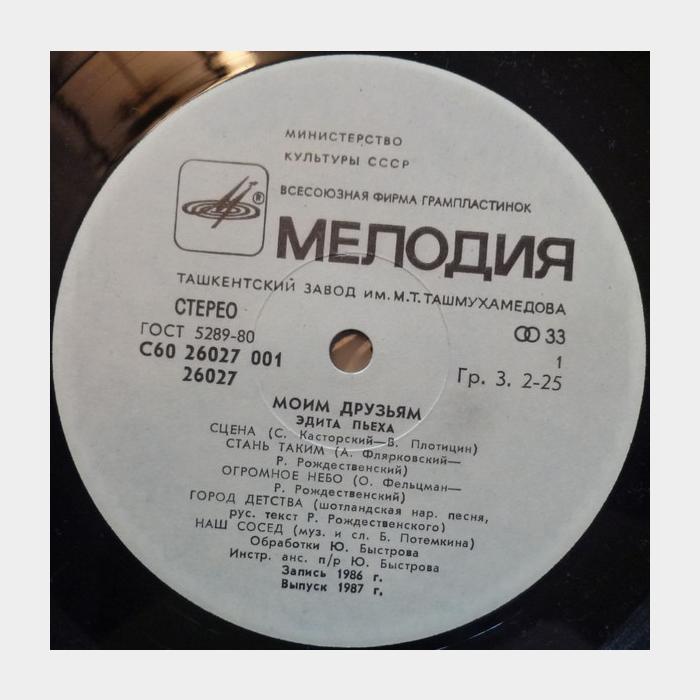 МИНИСТЕРСТВО
КУЛЬТУРЫ СССР
ВСЕСОЮЗНАЯ ФИРМА ГРАМПЛАСТИНОК
®
МЕЛОДИЯ
ТАШКЕНТСКИЙ ЗАВОД ИМ. М.Т. ТАШМУХАМЕДОВА
СТЕРЕО
33
ГОСТ 5289-80
1
С60 26027 001
Гр. 3. 2-25
26027
МОИМ ДРУЗЬЯМ
ЭДИТА ПЬЕХА
СЦЕНА (С. Касторский—В. Плотицин)
СТАНЬ ТАКИМ (А. Флярковский—
Р. Рождественский)
ОГРОМНОЕ НЕБО (О. Фельцман—
Р. Рождественский)
ГОРОД ДЕТСТВА (шотландская нар. песня,
рус. текст Р. Рождественского)
НАШ СОСЕД (муз. и сл. Б. Потемкина)
Обработки Ю. Быстрова
Инстр. анс. п/р Ю. Быстрова
Запись 1986 г.
Выпуск 1987 г.